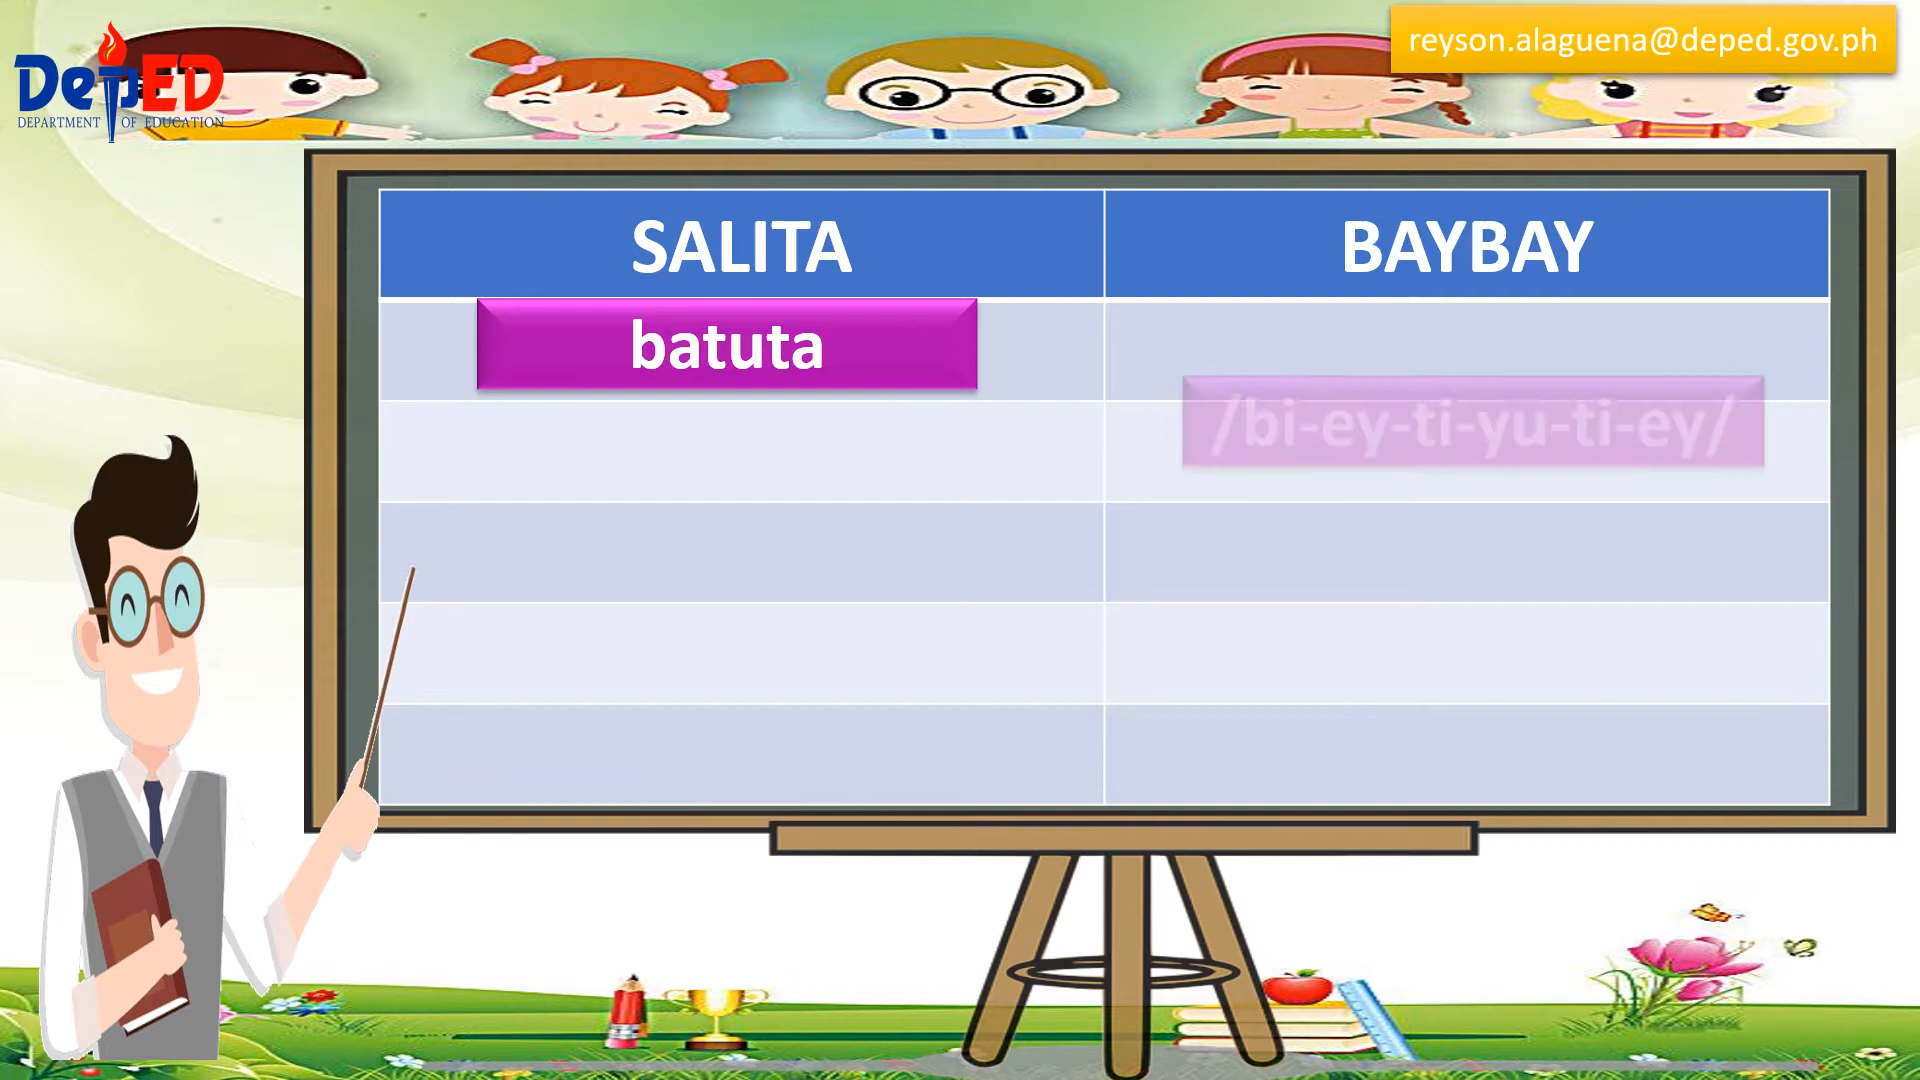 DepED
DEPARTMENT OF EDUCATION
reyson.alaguena@deped.gov.ph
SALITA
BAYBAY
batuta
/bi-ey-ti-yu-ti-ey/